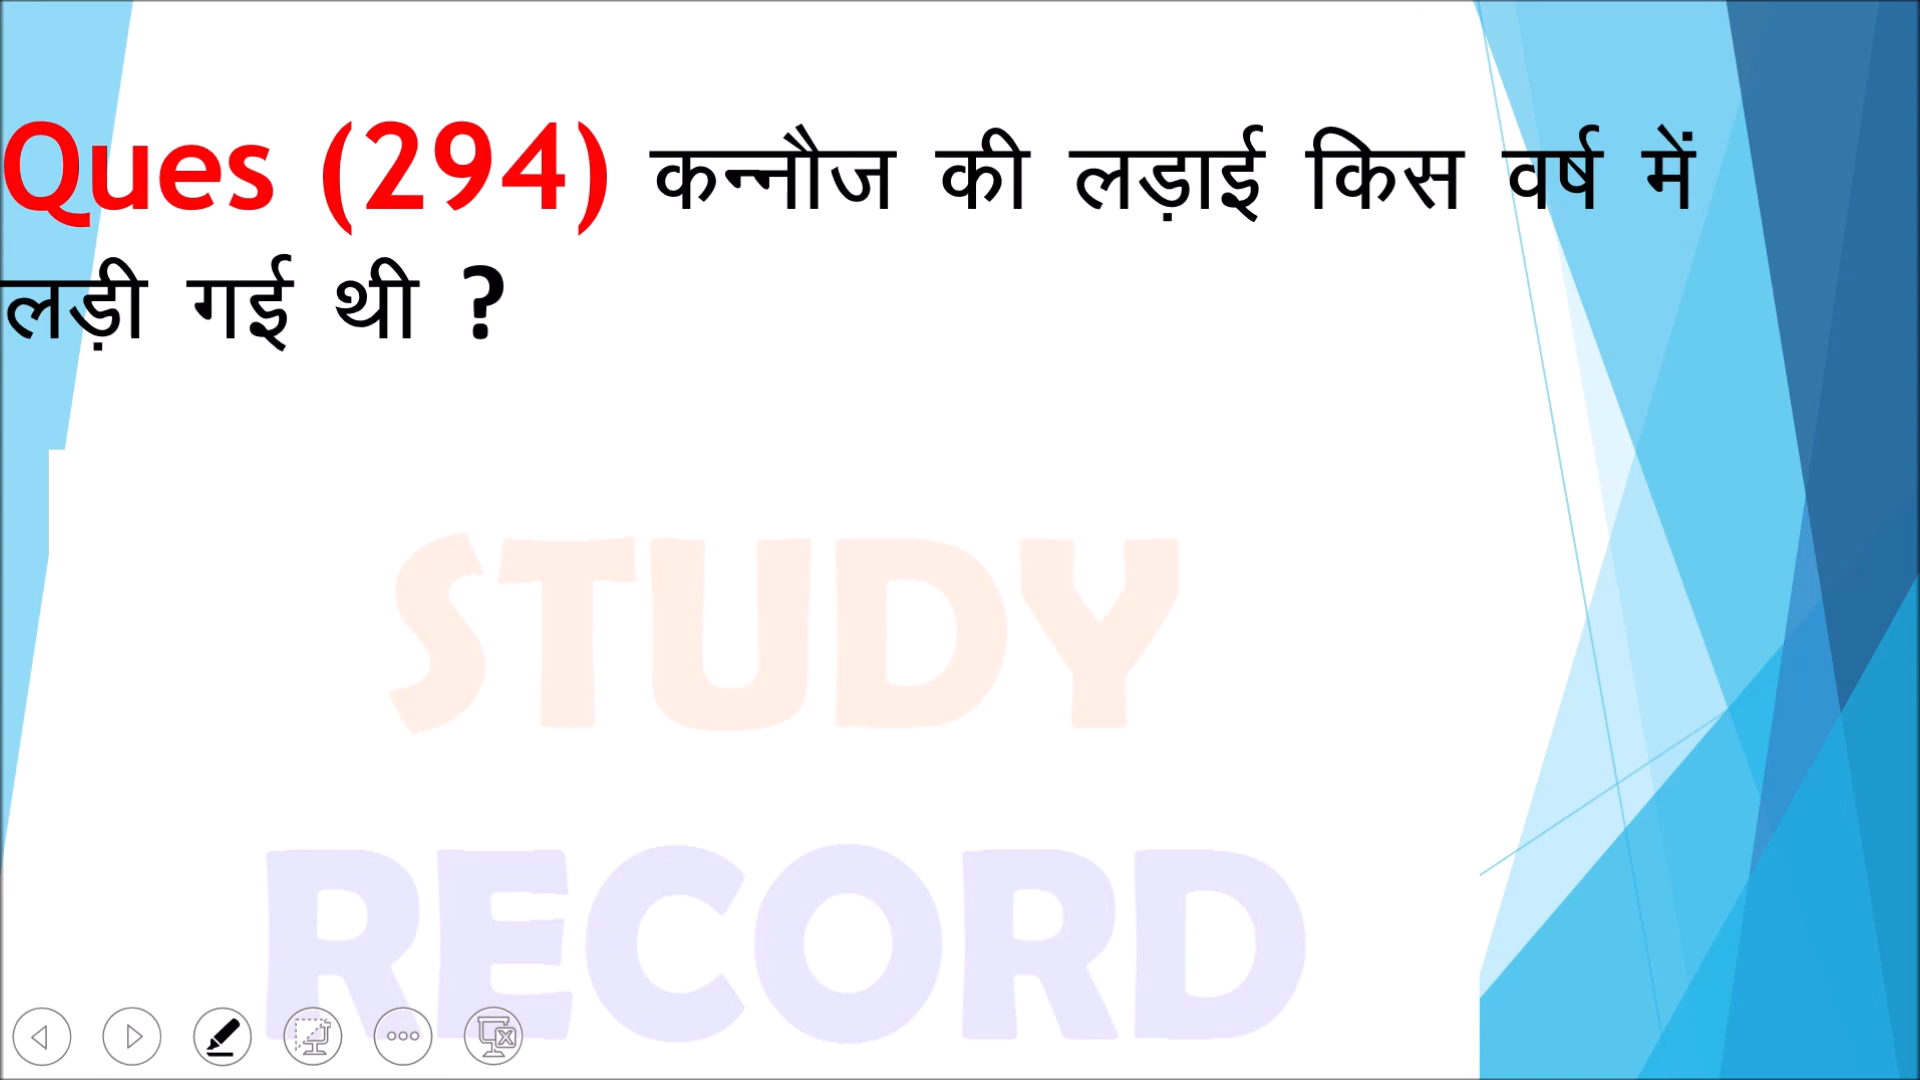 Ques (294) कन्नौज की लड़ाई किस वर्ष में
लड़ी गई थी ?
STUDY
RECORD